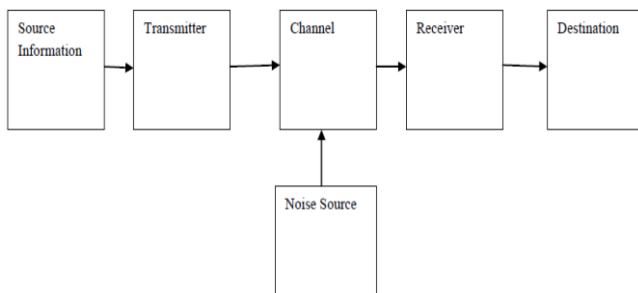 Source
Information
Transmitter
Channel
Receiver
Destination
Noise Source